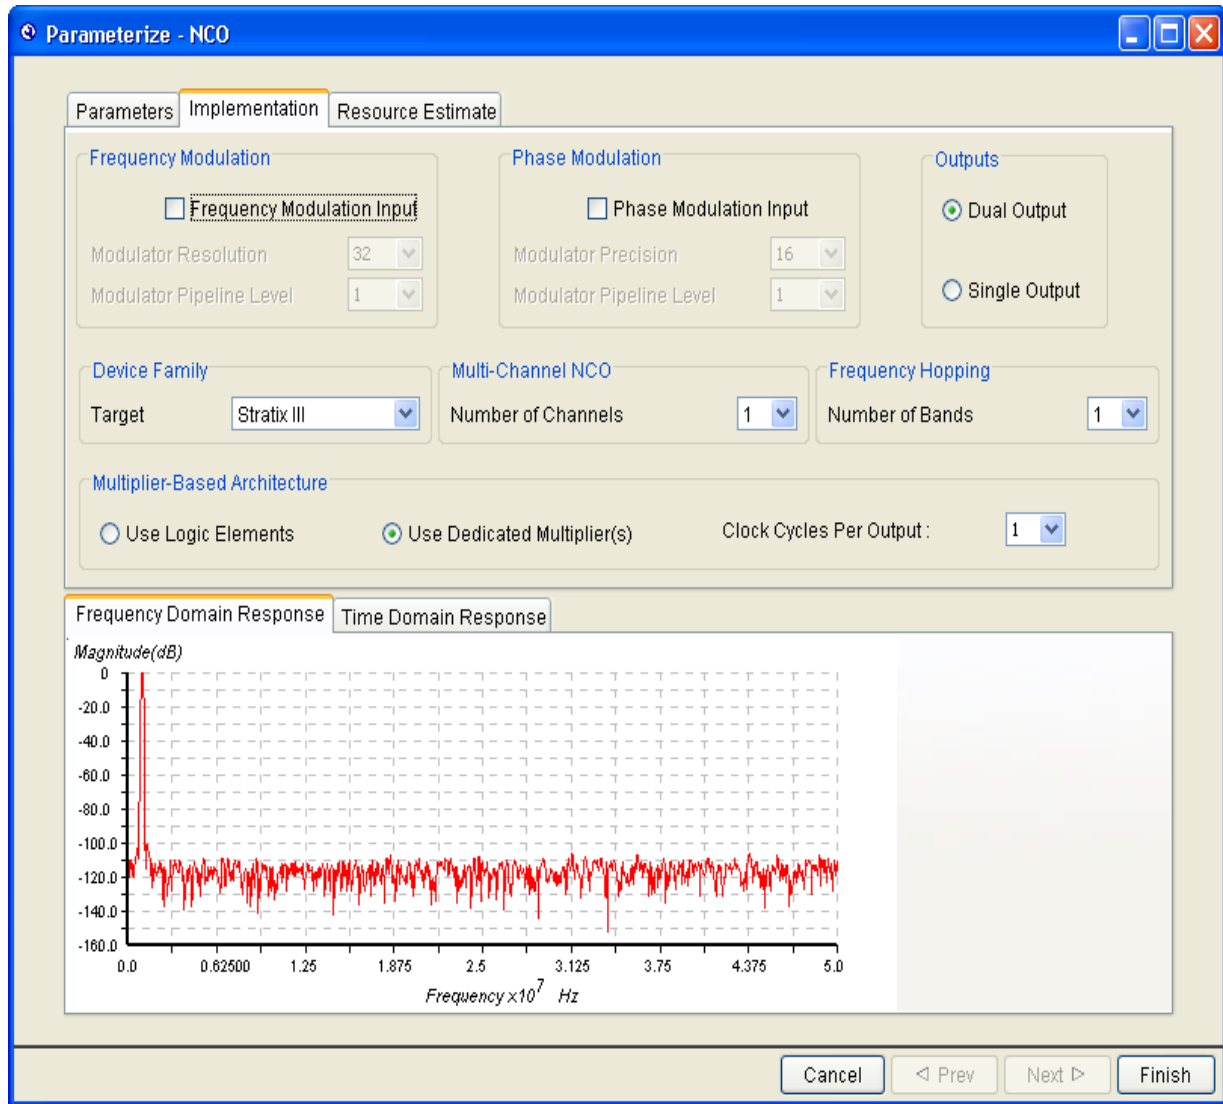 Parameterize - NCO
Parameters Implementation Resource Estimate
Frequency Modulation
Frequency Modulation Input
Modulator Resolution 32
Modulator Pipeline Level 1
Phase Modulation
Phase Modulation Input
Modulator Precision 16
Modulator Pipeline Level 1
Outputs
Dual Output
Single Output
Device Family
Target Stratix III
Multi-Channel NCO
Number of Channels 1
Frequency Hopping
Number of Bands 1
Multiplier-Based Architecture
Use Logic Elements Use Dedicated Multiplier(s) Clock Cycles Per Output : 1
Frequency Domain Response Time Domain Response
Magnitude(dB)
0
-20.0
-40.0
-60.0
-80.0
-100.0
-120.0
-140.0
-160.0
0.0 0.62500 1.25 1.875 2.5 3.125 3.75 4.375 5.0
Frequency x10^7 Hz
Cancel Prev Next Finish